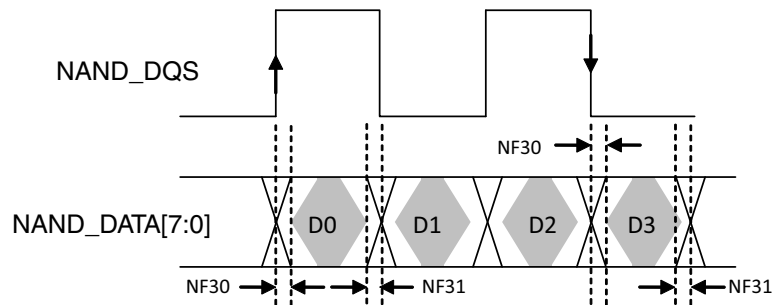 NAND_DQS
NF30
NAND_DATA[7:0]
D0
D1
D2
D3
NF30
NF31
NF31